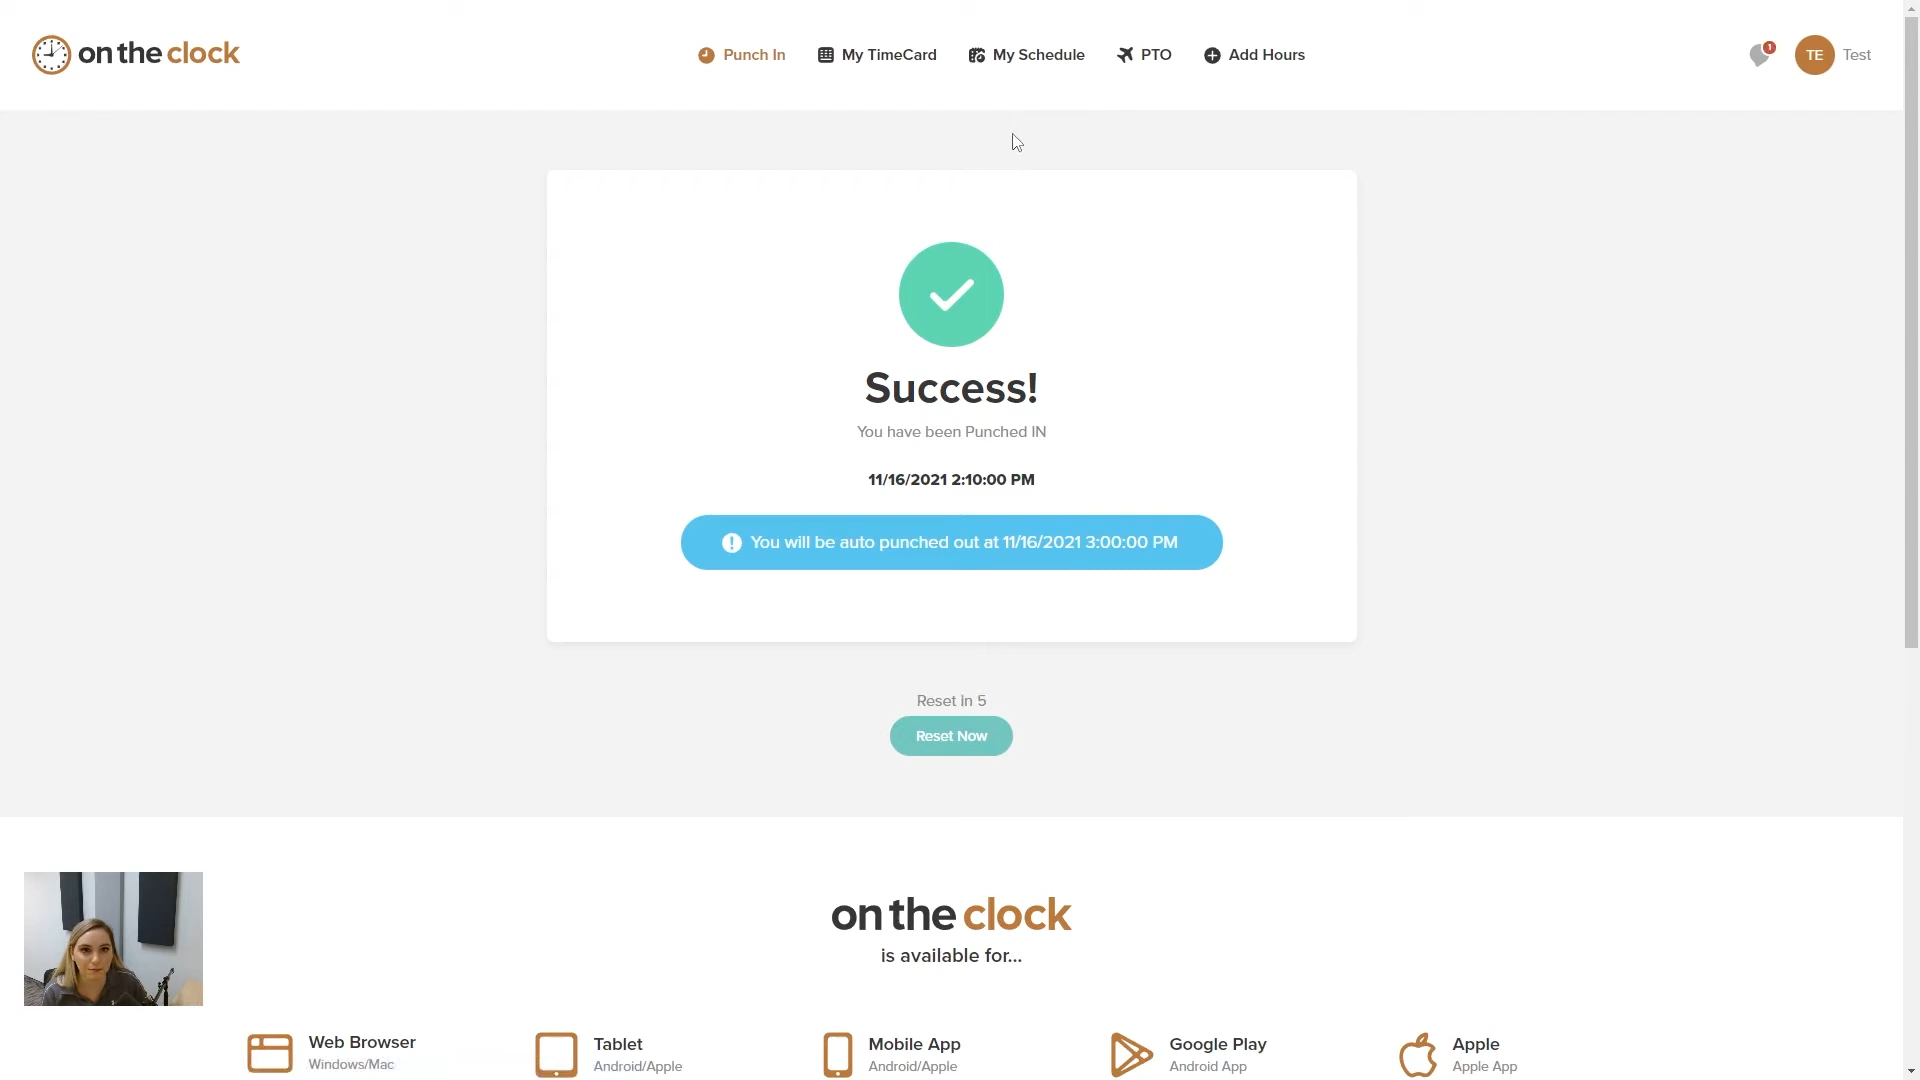 on the clock
Punch In
My TimeCard
My Schedule
PTO
Add Hours
1
TE
Test
Success!
You have been Punched IN
11/16/2021 2:10:00 PM
You will be auto punched out at 11/16/2021 3:00:00 PM
Reset In 5
Reset Now
on the clock
is available for...
Web Browser
Windows/Mac
Tablet
Android/Apple
Mobile App
Android/Apple
Google Play
Android App
Apple
Apple App